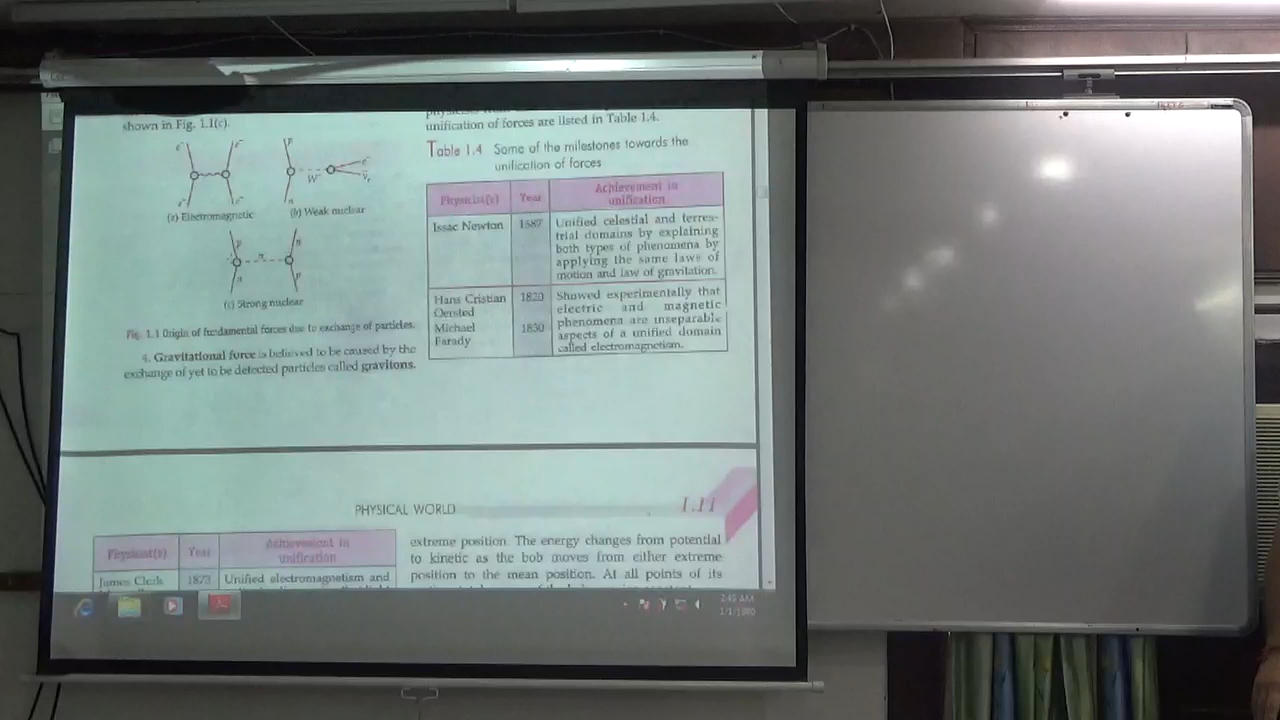 shown in Fig. 1.1(c).
(a) Electromagnetic
(b) Weak nuclear
(c) Strong nuclear
Fig. 1.1 Origin of fundamental forces due to exchange of particles.
4. Gravitational force is believed to be caused by the
exchange of yet to be detected particles called gravitons.
unification of forces are listed in Table 1.4.
Table 1.4 Some of the milestones towards the
unification of forces
Physicist(s) Year Achievement in
unification
Issac Newton 1687 Unified celestial and terres-
trial domains by explaining
both types of phenomena by
applying the same laws of
motion and law of gravitation.
Hans Cristian 1820 Showed experimentally that
Oersted electric and magnetic
Michael 1830 phenomena are inseparable
Farady aspects of a unified domain
called electromagnetism.
PHYSICAL WORLD 1.11
Physicist(s) Year Achievement in
unification
James Clerk 1873 Unified electromagnetism and
extreme position. The energy changes from potential
to kinetic as the bob moves from either extreme
position to the mean position. At all points of its
2:45 AM
1/1/1980